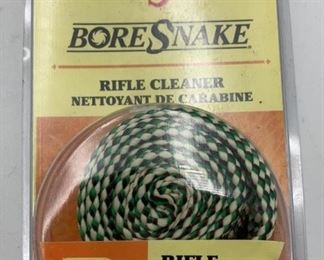 BORESNAKE®
RIFLE CLEANER
NETTOYANT DE CARABINE
RIFLE